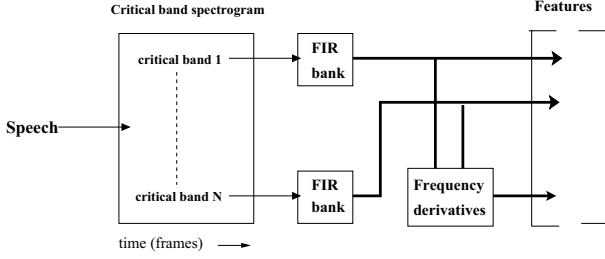 Critical band spectrogram
Features
critical band 1
FIR
bank
Speech
critical band N
FIR
bank
Frequency
derivatives
time (frames)